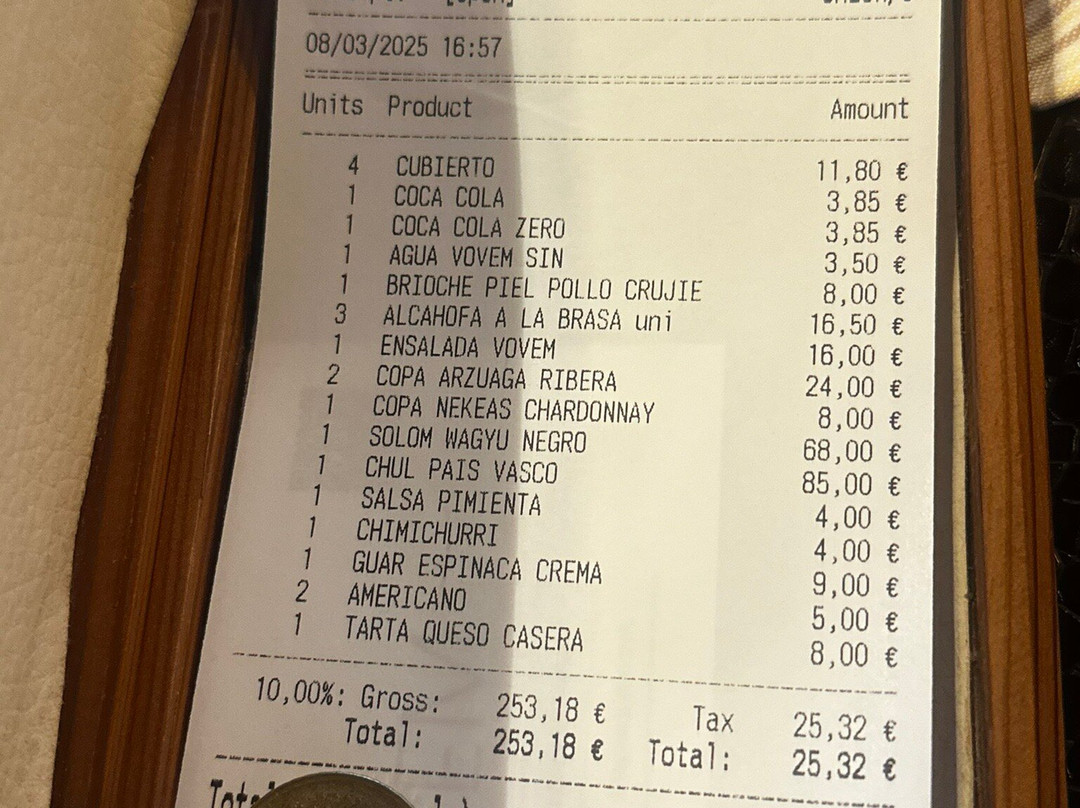 08/03/2025 16:57
Units Product Amount
4 CUBIERTO 11,80 €
1 COCA COLA 3,85 €
1 COCA COLA ZERO 3,85 €
1 AGUA VOVEM SIN 3,50 €
1 BRIOCHE PIEL POLLO CRUJIE 8,00 €
3 ALCAHOFA A LA BRASA uni 16,50 €
1 ENSALADA VOVEM 16,00 €
2 COPA ARZUAGA RIBERA 24,00 €
1 COPA NEKEAS CHARDONNAY 8,00 €
1 SOLOM WAGYU NEGRO 68,00 €
1 CHUL PAIS VASCO 85,00 €
1 SALSA PIMIENTA 4,00 €
1 CHIMICHURRI 4,00 €
1 GUAR ESPINACA CREMA 9,00 €
2 AMERICANO 5,00 €
1 TARTA QUESO CASERA 8,00 €
10,00%: Gross: 253,18 € Tax 25,32 €
Total: 253,18 € Total: 25,32 €